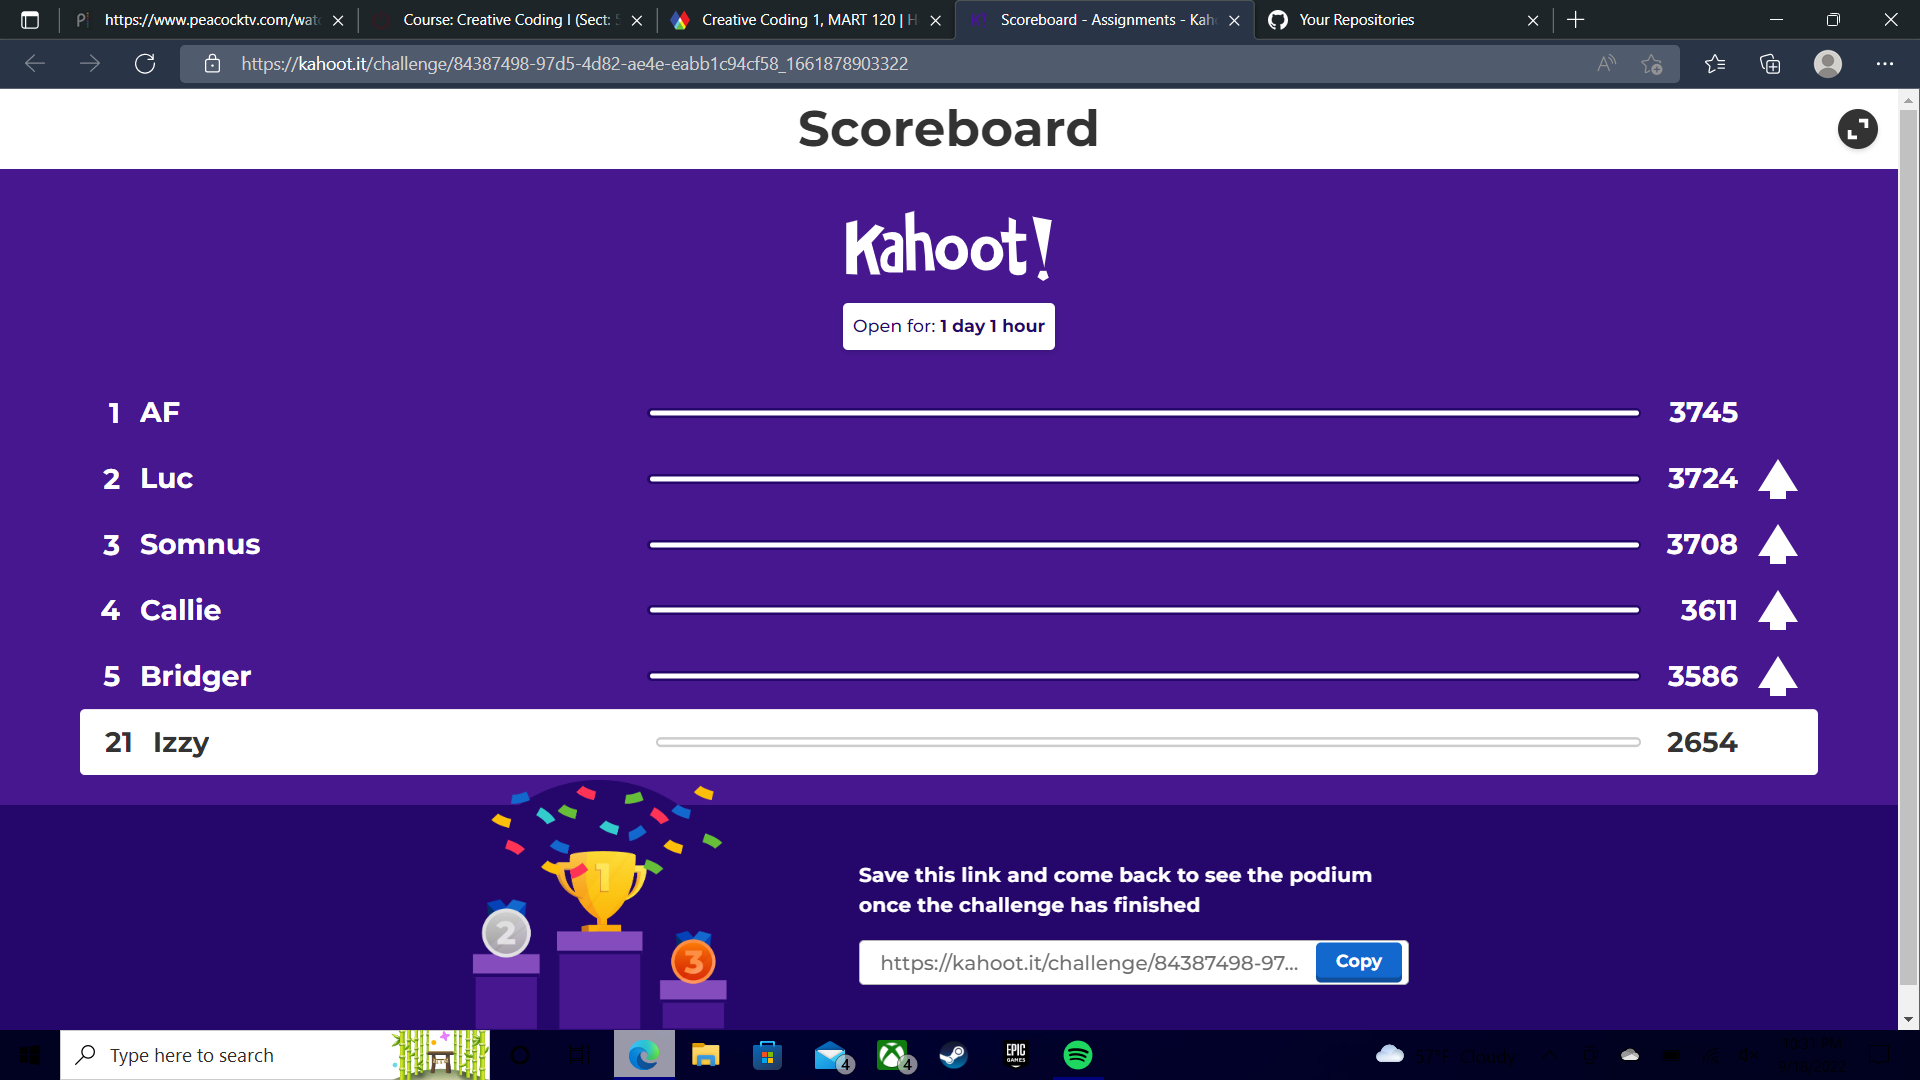 https://www.peacocktv.com/wat
Course: Creative Coding I (Sect:
Creative Coding 1, MART 120 | H
Scoreboard - Assignments - Kah
Your Repositories
https://kahoot.it/challenge/84387498-97d5-4d82-ae4e-eabb1c94cf58_1661878903322
Scoreboard
Kahoot!
Open for: 1 day 1 hour
1 AF 3745
2 Luc 3724
3 Somnus 3708
4 Callie 3611
5 Bridger 3586
21 Izzy 2654
1
2
3
Save this link and come back to see the podium
once the challenge has finished
https://kahoot.it/challenge/84387498-97... Copy
Type here to search
4
4
EPIC
GAMES